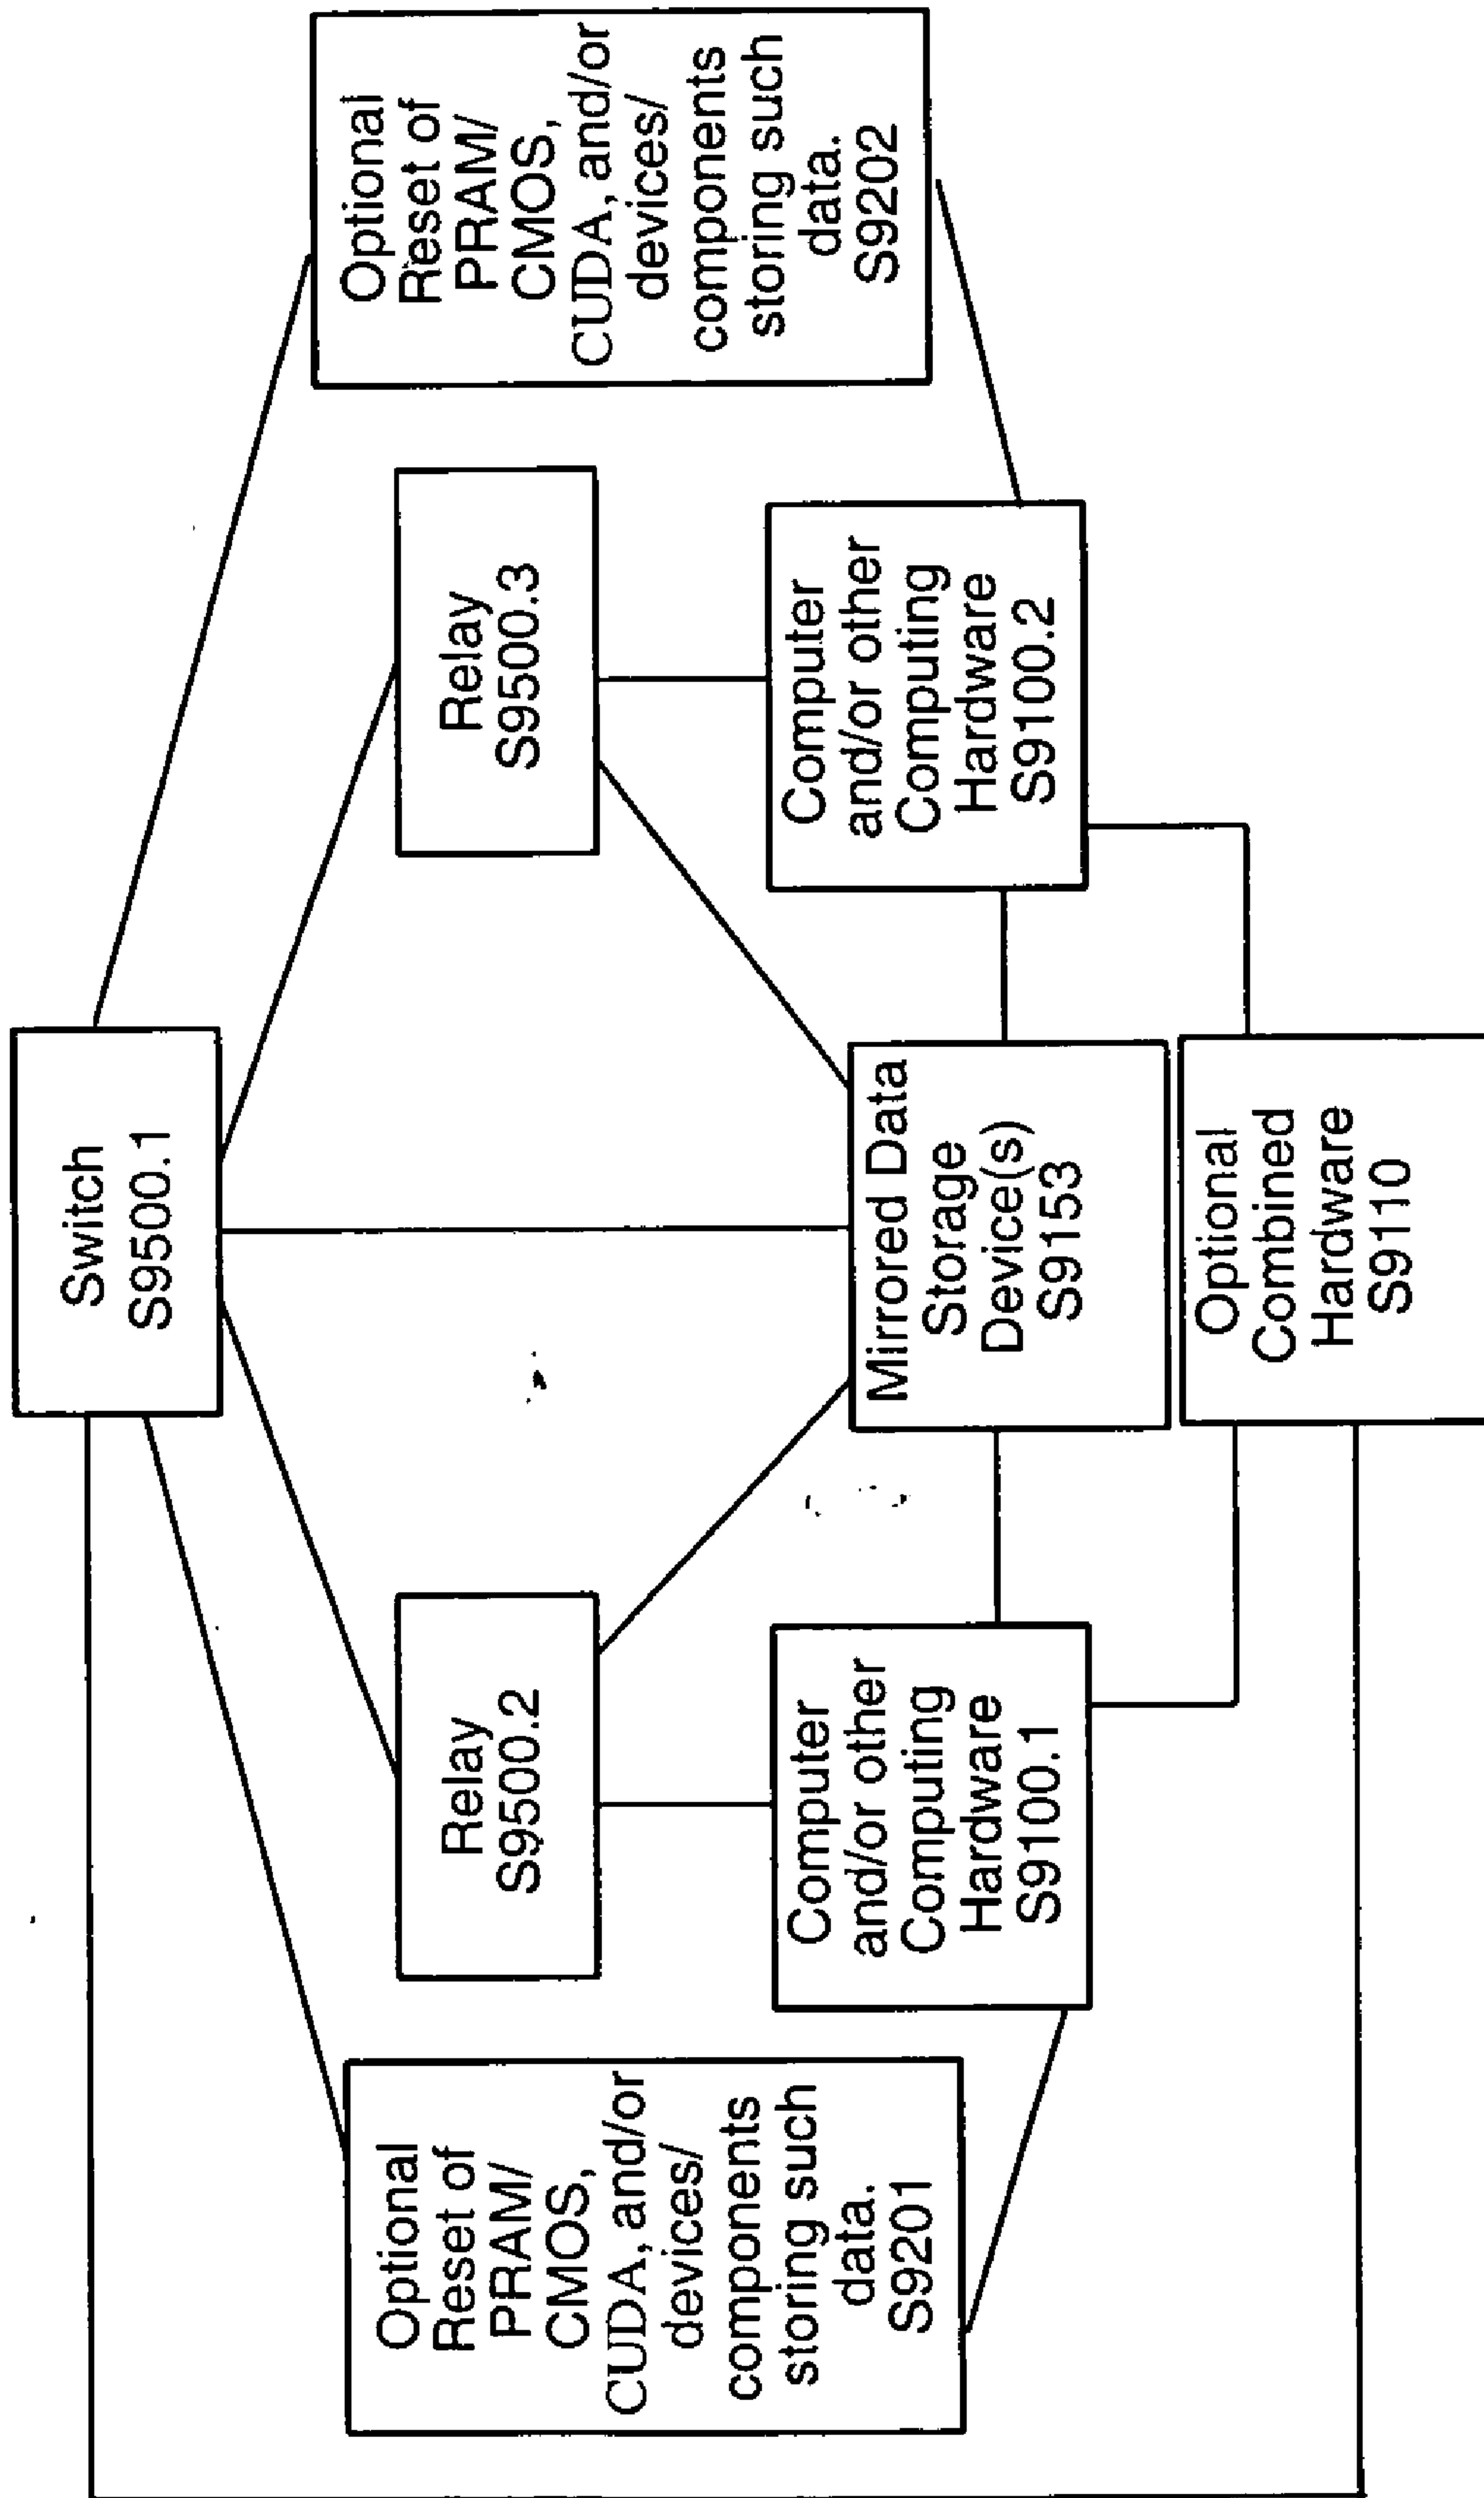 Switch
S9500.1
Optional
Reset of
PRAM/
CMOS,
CUDA, and/or
devices/
components
storing such
data.
S9201
Relay
S9500.2
Relay
S9500.3
Optional
Reset of
PRAM/
CMOS,
CUDA, and/or
devices/
components
storing such
data.
S9202
Computer
and/or other
Computing
Hardware
S9100.1
Mirrored Data
Storage
Device(s)
S9153
Computer
and/or other
Computing
Hardware
S9100.2
Optional
Combined
Hardware
S9110